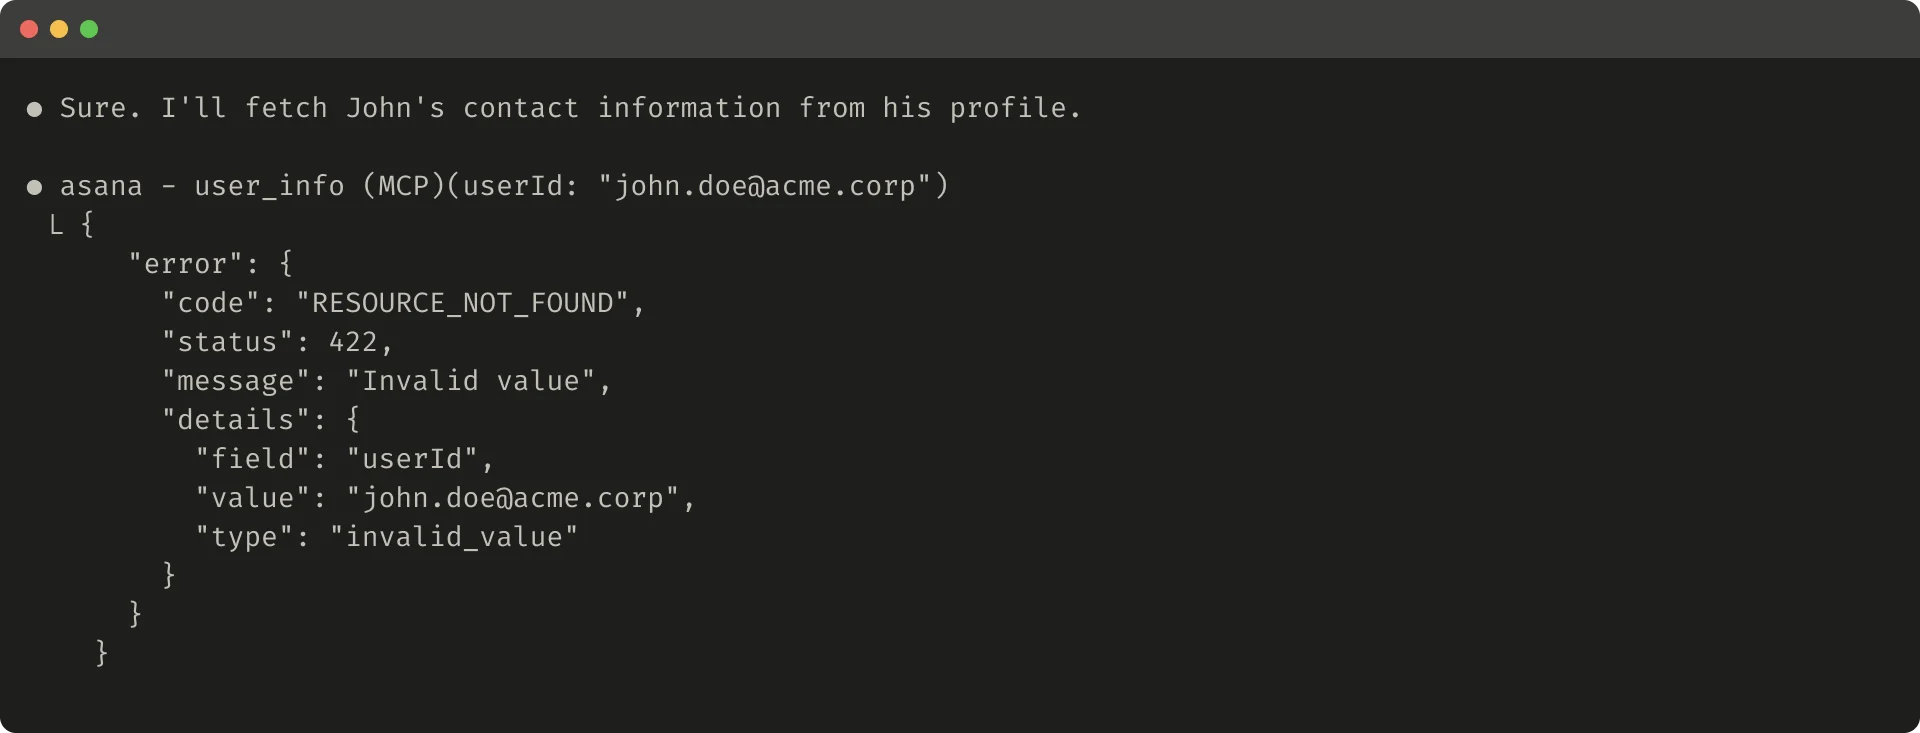 ● Sure. I'll fetch John's contact information from his profile.
● asana - user_info (MCP)(userId: "john.doe@acme.corp")
└ {
"error": {
"code": "RESOURCE_NOT_FOUND",
"status": 422,
"message": "Invalid value",
"details": {
"field": "userId",
"value": "john.doe@acme.corp",
"type": "invalid_value"
}
}
}